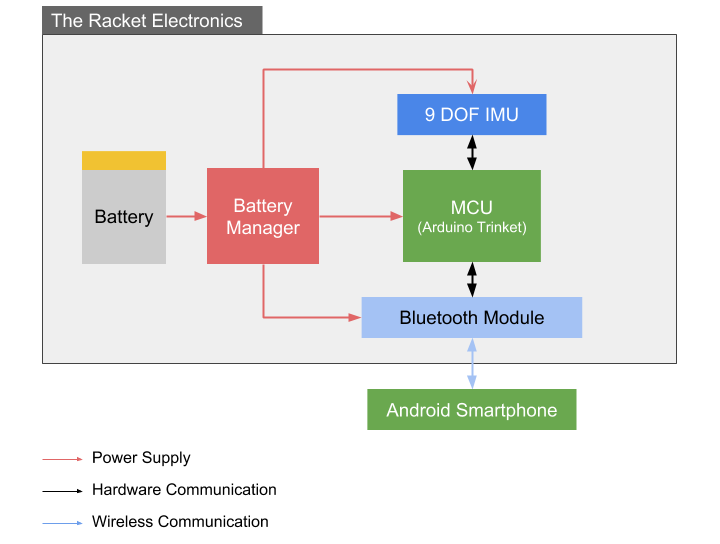 The Racket Electronics
9 DOF IMU
Battery
Battery
Manager
MCU
(Arduino Trinket)
Bluetooth Module
Android Smartphone
Power Supply
Hardware Communication
Wireless Communication